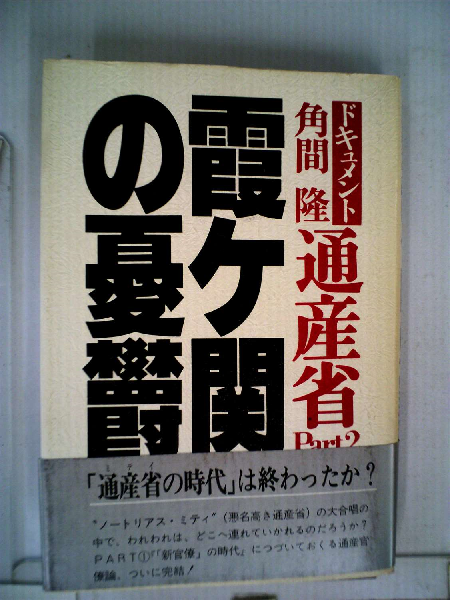 ドキュメント
通産省
Part2
角間 隆
霞ケ関
の憂鬱
「通産省の時代」は終わったか?
"ノートリアス・ミティ"(悪名高き通産省)の大合唱の
中で、われわれは、どこへ連れていかれるのだろうか?
PART①「『新官僚』の時代」につづいておくる通産官
僚論、ついに完結!